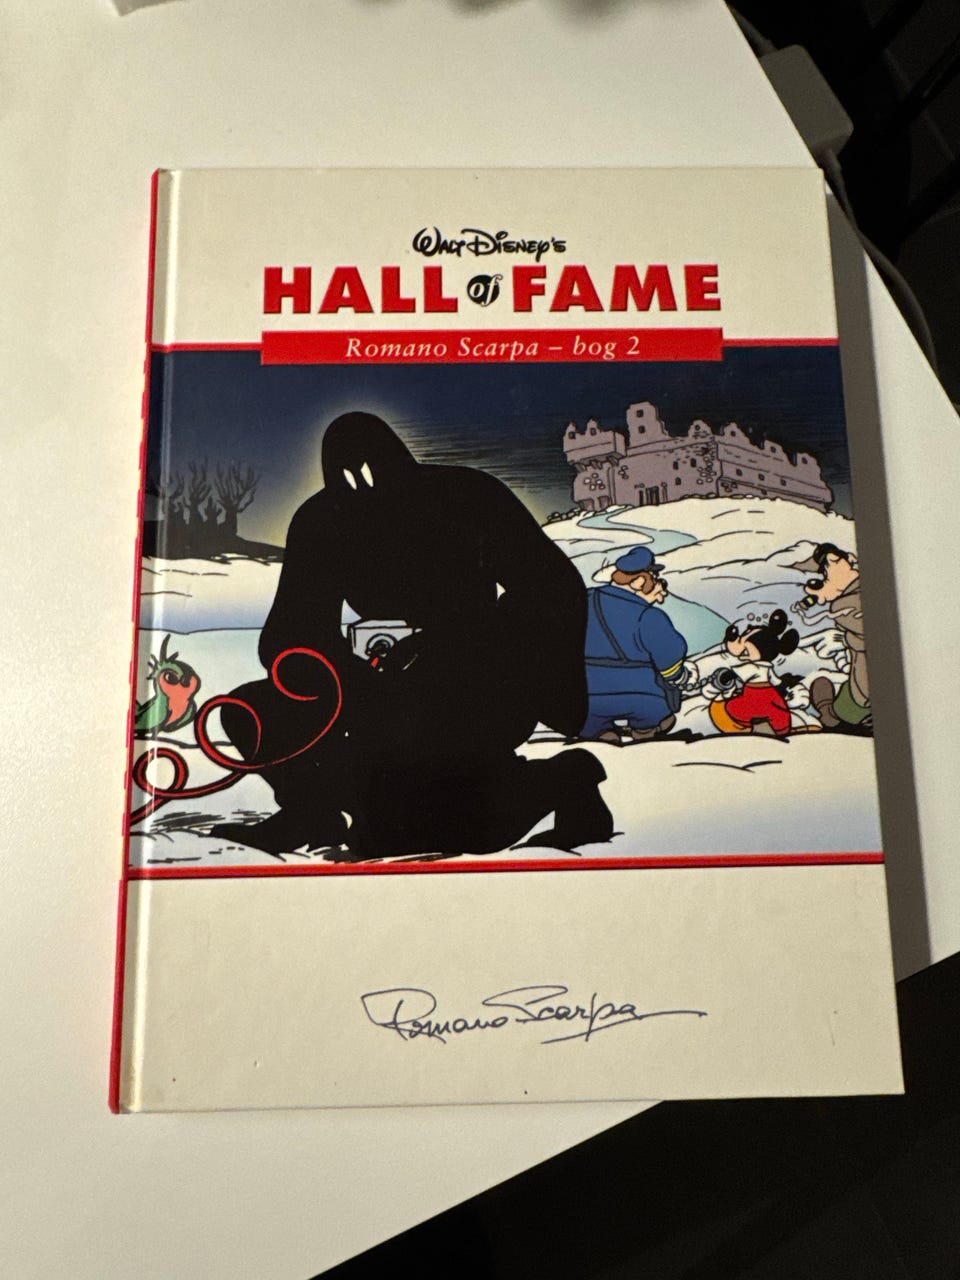 WALT DISNEY'S
HALL of FAME
Romano Scarpa – bog 2
Romano Scarpa